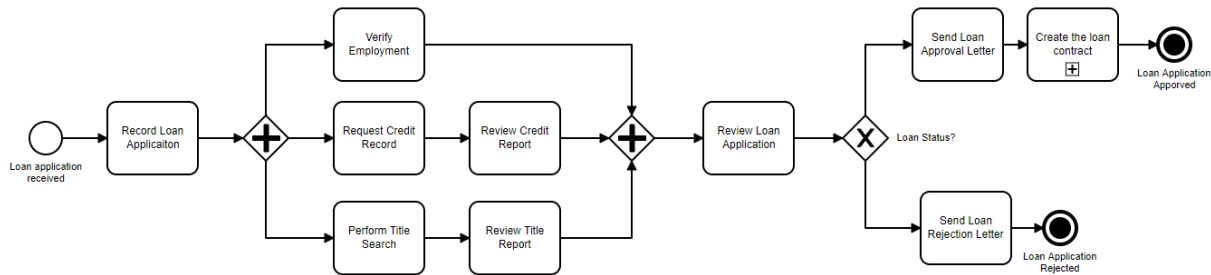 Loan application
received
Record Loan
Applicaiton
Verify
Employment
Request Credit
Record
Review Credit
Report
Perform Title
Search
Review Title
Report
Review Loan
Application
Loan Status?
Send Loan
Approval Letter
Create the loan
contract
Loan Application
Apporved
Send Loan
Rejection Letter
Loan Application
Rejected